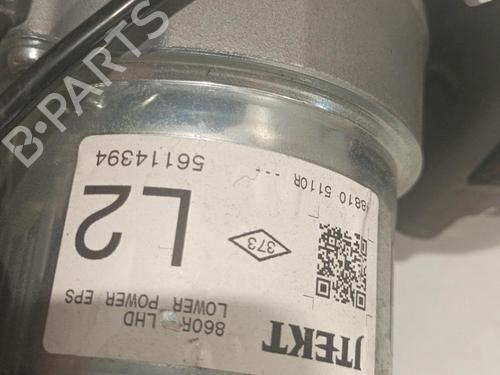 JTEKT
860R LHD
LOWER POWER EPS
373
L2
8810 5110R ---
56114394
B-PARTS